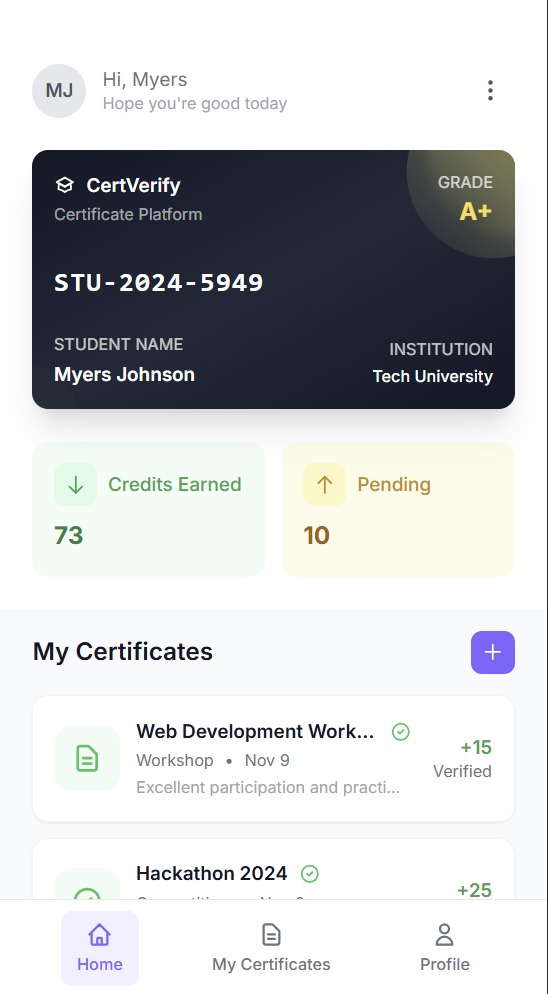 MJ
Hi, Myers
Hope you're good today
CertVerify
Certificate Platform
GRADE
A+
STU-2024-5949
STUDENT NAME
Myers Johnson
INSTITUTION
Tech University
Credits Earned
73
Pending
10
My Certificates
Web Development Work...
Workshop • Nov 9
Excellent participation and practi...
+15
Verified
Hackathon 2024
+25
Home
My Certificates
Profile